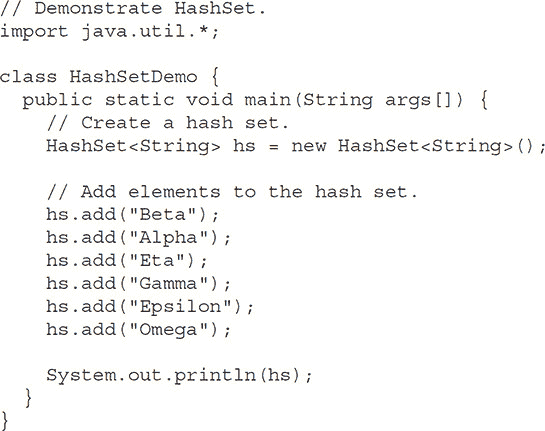 // Demonstrate HashSet.
import java.util.*;

class HashSetDemo {
  public static void main(String args[]) {
    // Create a hash set.
    HashSet<String> hs = new HashSet<String>();

    // Add elements to the hash set.
    hs.add("Beta");
    hs.add("Alpha");
    hs.add("Eta");
    hs.add("Gamma");
    hs.add("Epsilon");
    hs.add("Omega");

    System.out.println(hs);
  }
}